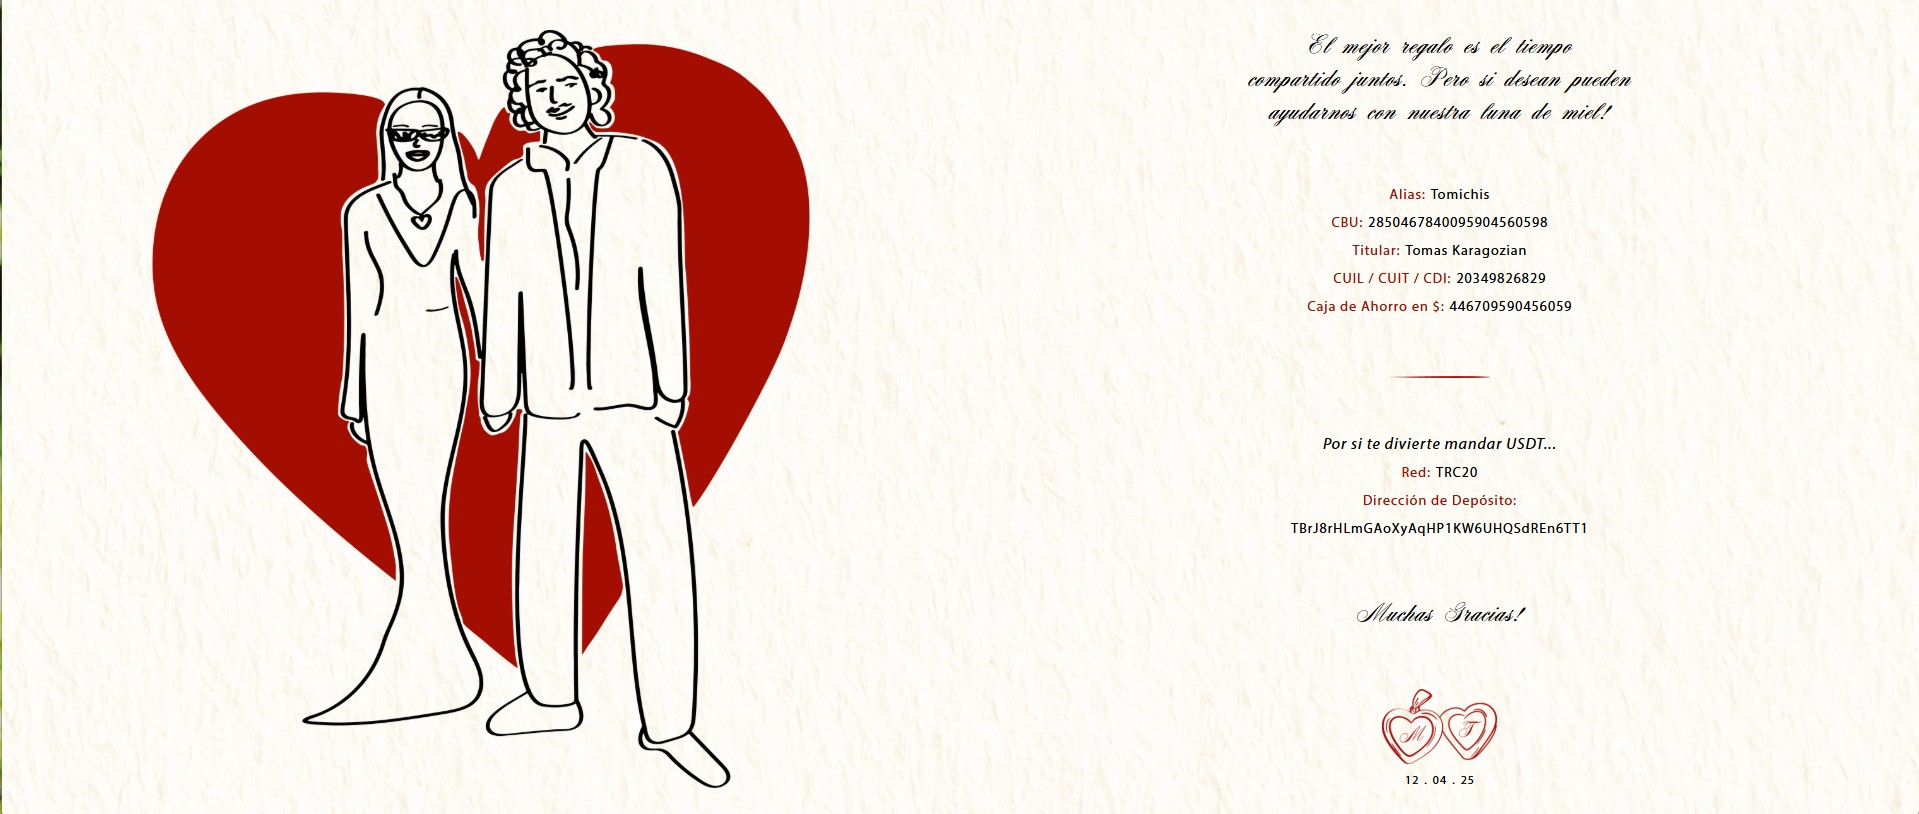 El mejor regalo es el tiempo
compartido juntos. Pero si desean pueden
ayudarnos con nuestra luna de miel!
Alias: Tomichis
CBU: 2850467840095904560598
Titular: Tomas Karagozian
CUIL / CUIT / CDI: 20349826829
Caja de Ahorro en $: 446709590456059
Por si te divierte mandar USDT...
Red: TRC20
Dirección de Depósito:
TBrJ8rHLmGAoXyAqHP1KW6UHQSdREn6TT1
Muchas Gracias!
M T
12 . 04 . 25